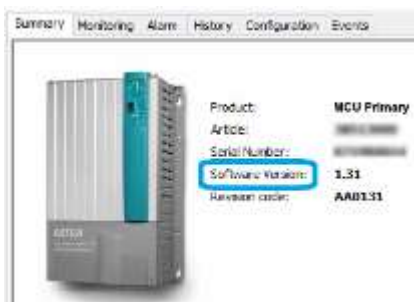 Summary Monitoring Alarm History Configuration Events
Product: MCU Primary
Article:
Serial Number:
Software Version: 1.31
Revision code: AA0131